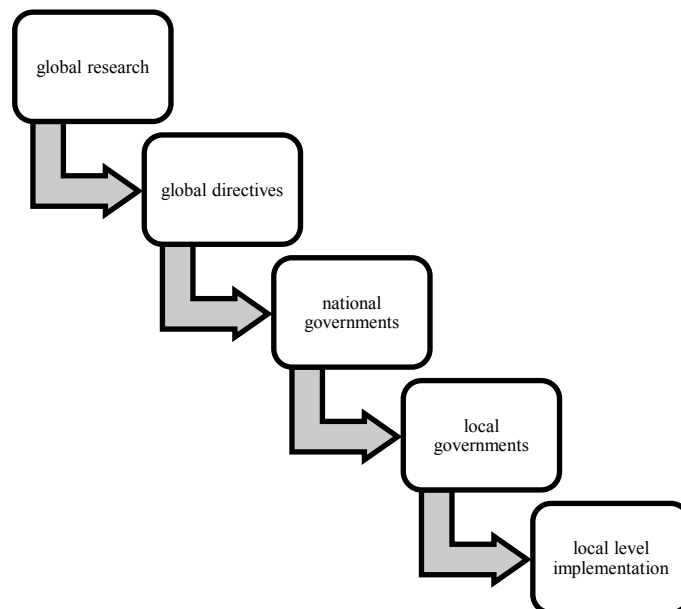 global research
global directives
national
governments
local
governments
local level
implementation